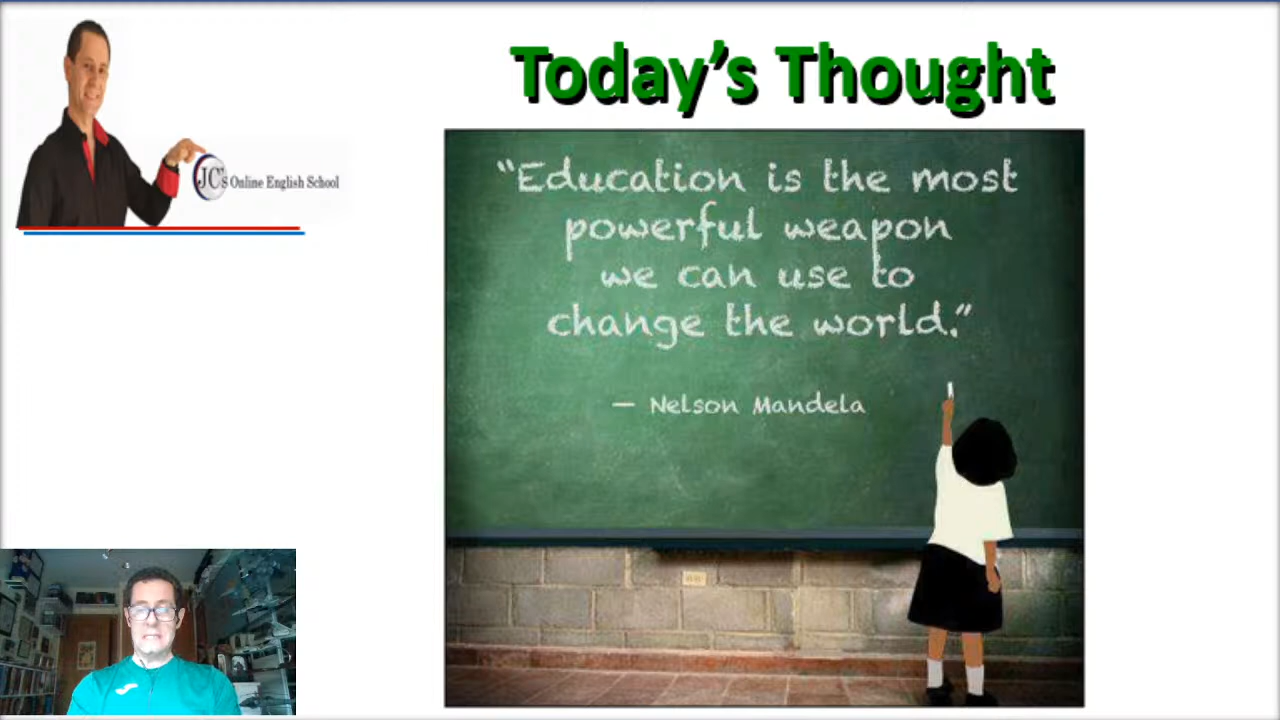 Today's Thought
JC's Online English School
“Education is the most
powerful weapon
we can use to
change the world.”
— Nelson Mandela